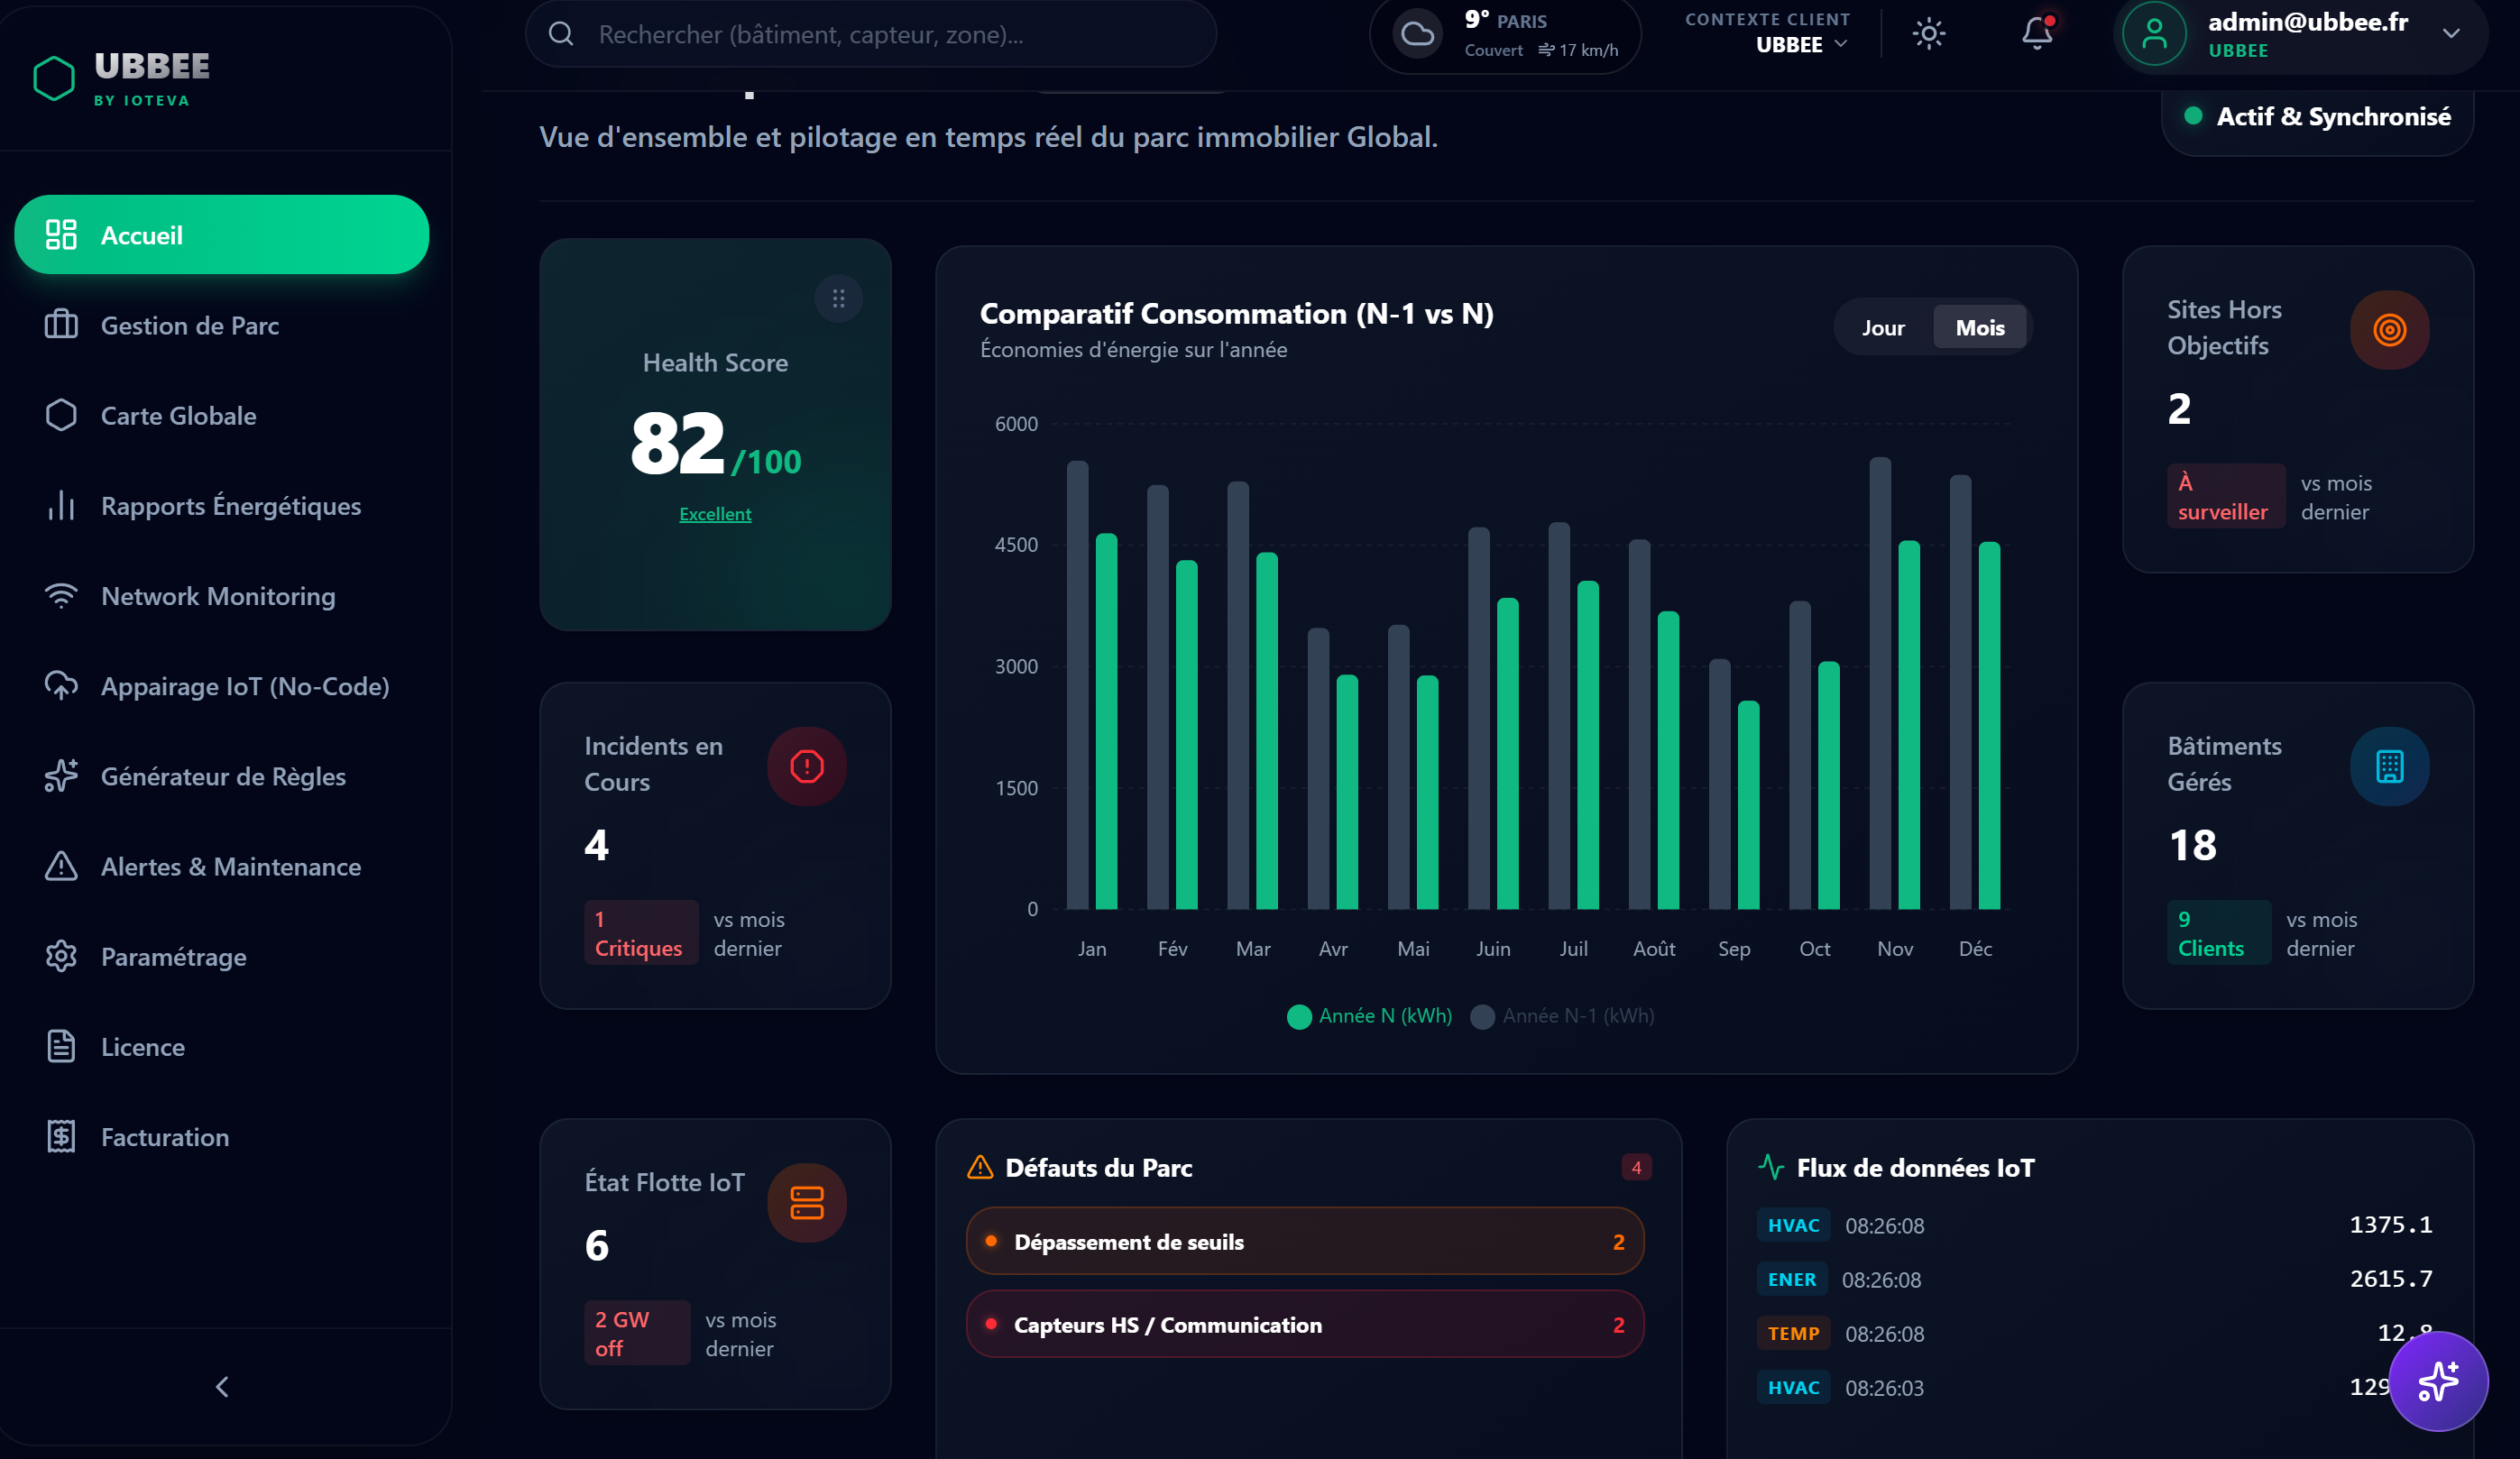 UBBEE
BY IOTEVA
Accueil
Gestion de Parc
Carte Globale
Rapports Énergétiques
Network Monitoring
Appairage IoT (No-Code)
Générateur de Règles
Alertes & Maintenance
Paramétrage
Licence
Facturation
Rechercher (bâtiment, capteur, zone)...
9° PARIS
Couvert 17 km/h
CONTEXTE CLIENT
UBBEE
admin@ubbee.fr
UBBEE
Vue d'ensemble et pilotage en temps réel du parc immobilier Global.
Actif & Synchronisé
Health Score
82/100
Excellent
Incidents en
Cours
4
1
Critiques
vs mois
dernier
Comparatif Consommation (N-1 vs N)
Économies d'énergie sur l'année
Jour Mois
6000
4500
3000
1500
0
Jan Fév Mar Avr Mai Juin Juil Août Sep Oct Nov Déc
Année N (kWh) Année N-1 (kWh)
Sites Hors
Objectifs
2
À
surveiller
vs mois
dernier
Bâtiments
Gérés
18
9
Clients
vs mois
dernier
État Flotte IoT
6
2 GW
off
vs mois
dernier
Défauts du Parc 4
Dépassement de seuils 2
Capteurs HS / Communication 2
Flux de données IoT
HVAC 08:26:08 1375.1
ENER 08:26:08 2615.7
TEMP 08:26:08 12.8
HVAC 08:26:03